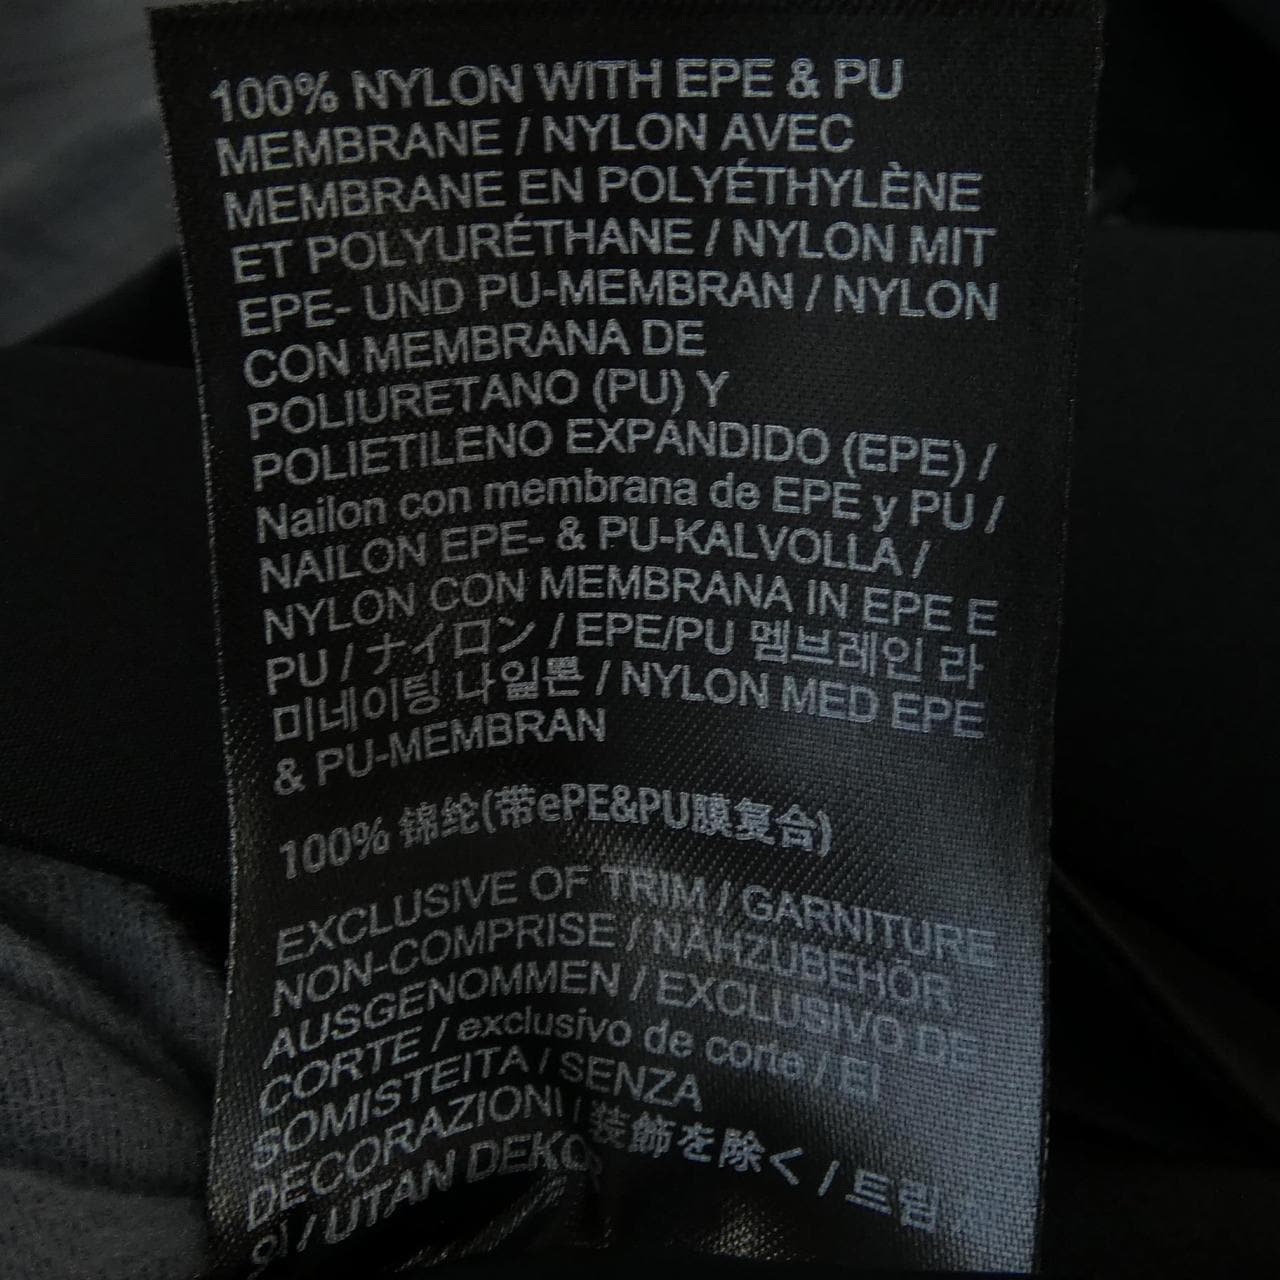 100% NYLON WITH EPE & PU
MEMBRANE / NYLON AVEC
MEMBRANE EN POLYÉTHYLÈNE
ET POLYURÉTHANE / NYLON MIT
EPE- UND PU-MEMBRAN / NYLON
CON MEMBRANA DE
POLIURETANO (PU) Y
POLIETILENO EXPANDIDO (EPE) /
Nailon con membrana de EPE y PU /
NAILON EPE- & PU-KALVOLLA /
NYLON CON MEMBRANA IN EPE E
PU / ナイロン / EPE/PU 멤브레인 라
미네이팅 나일론 / NYLON MED EPE
& PU-MEMBRAN
100% 锦纶(带ePE&PU膜复合)
EXCLUSIVE OF TRIM / GARNITURE
NON-COMPRISE / NÄHZUBEHÖR
AUSGENOMMEN / EXCLUSIVO DE
CORTE / exclusivo de corte / EI
SOMISTEITA / SENZA
DECORAZIONI / 装飾を除く / 트림
/ UTAN